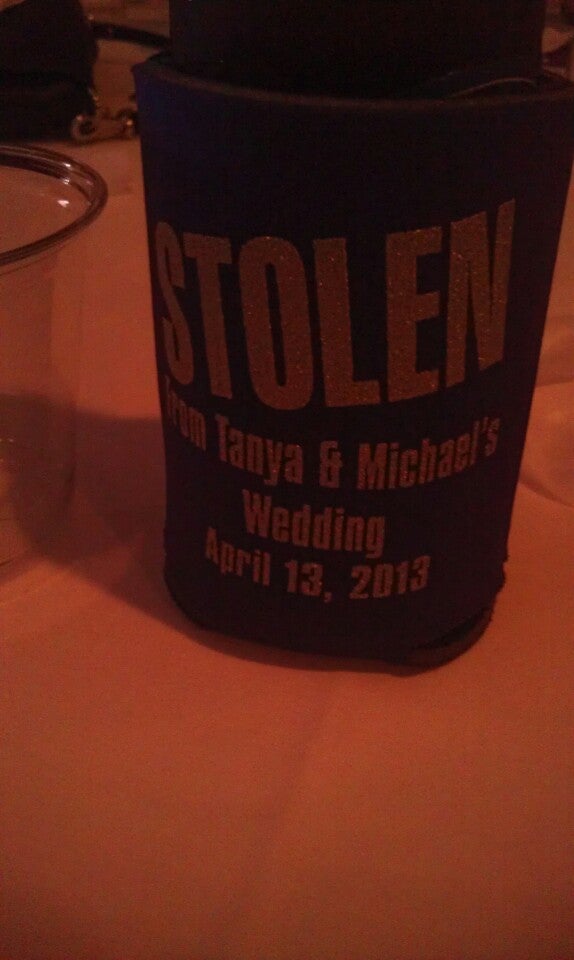 STOLEN
from Tanya & Michael's
Wedding
April 13, 2013